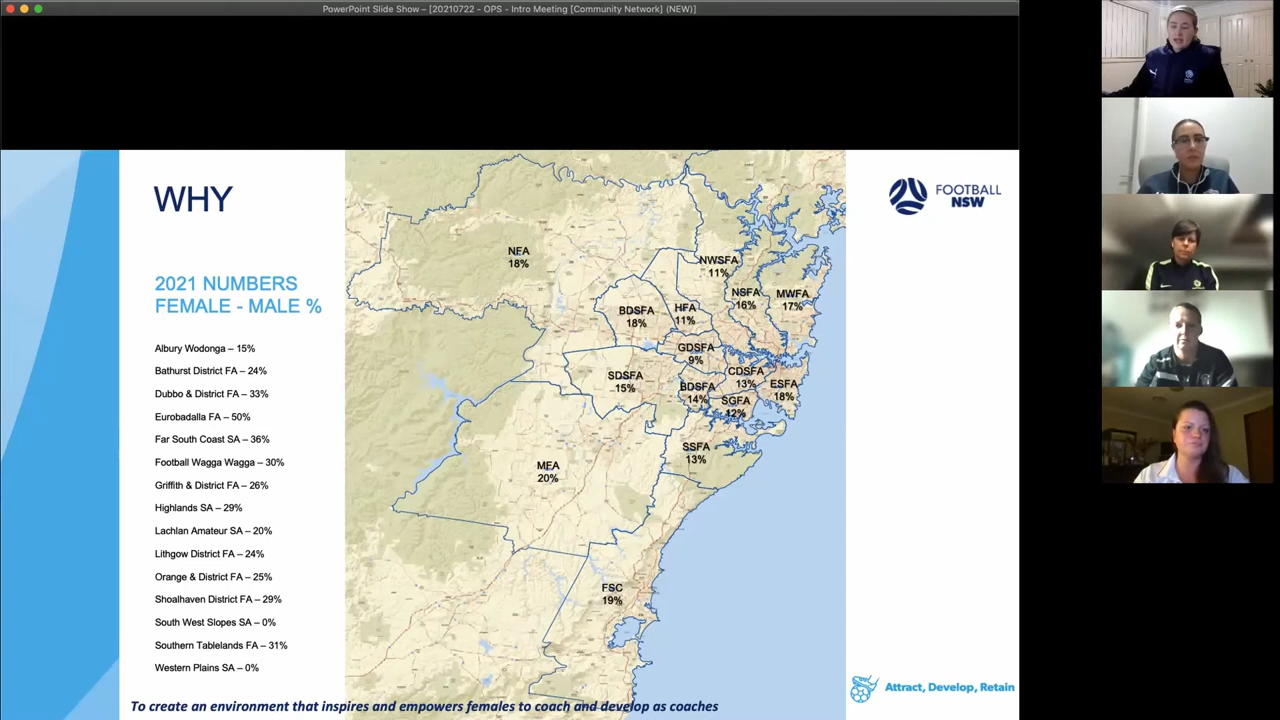 PowerPoint Slide Show – [20210722 - OPS - Intro Meeting [Community Network] (NEW)]
WHY
FOOTBALL
NSW
2021 NUMBERS
FEMALE - MALE %
Albury Wodonga – 15%
Bathurst District FA – 24%
Dubbo & District FA – 33%
Eurobadalla FA – 50%
Far South Coast SA – 36%
Football Wagga Wagga – 30%
Griffith & District FA – 26%
Highlands SA – 29%
Lachlan Amateur SA – 20%
Lithgow District FA – 24%
Orange & District FA – 25%
Shoalhaven District FA – 29%
South West Slopes SA – 0%
Southern Tablelands FA – 31%
Western Plains SA – 0%
NFA
18%
NWSFA
11%
NSFA
16%
MWFA
17%
BDSFA
18%
HFA
11%
GDSFA
9%
SDSFA
15%
BDSFA
14%
CDSFA
13%
ESFA
18%
SGFA
12%
SSFA
13%
MFA
20%
FSC
19%
Attract, Develop, Retain
To create an environment that inspires and empowers females to coach and develop as coaches